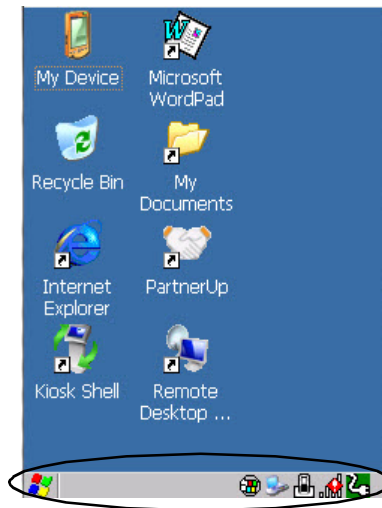 My Device
Microsoft
WordPad
Recycle Bin
My
Documents
Internet
Explorer
PartnerUp
Kiosk Shell
Remote
Desktop ...